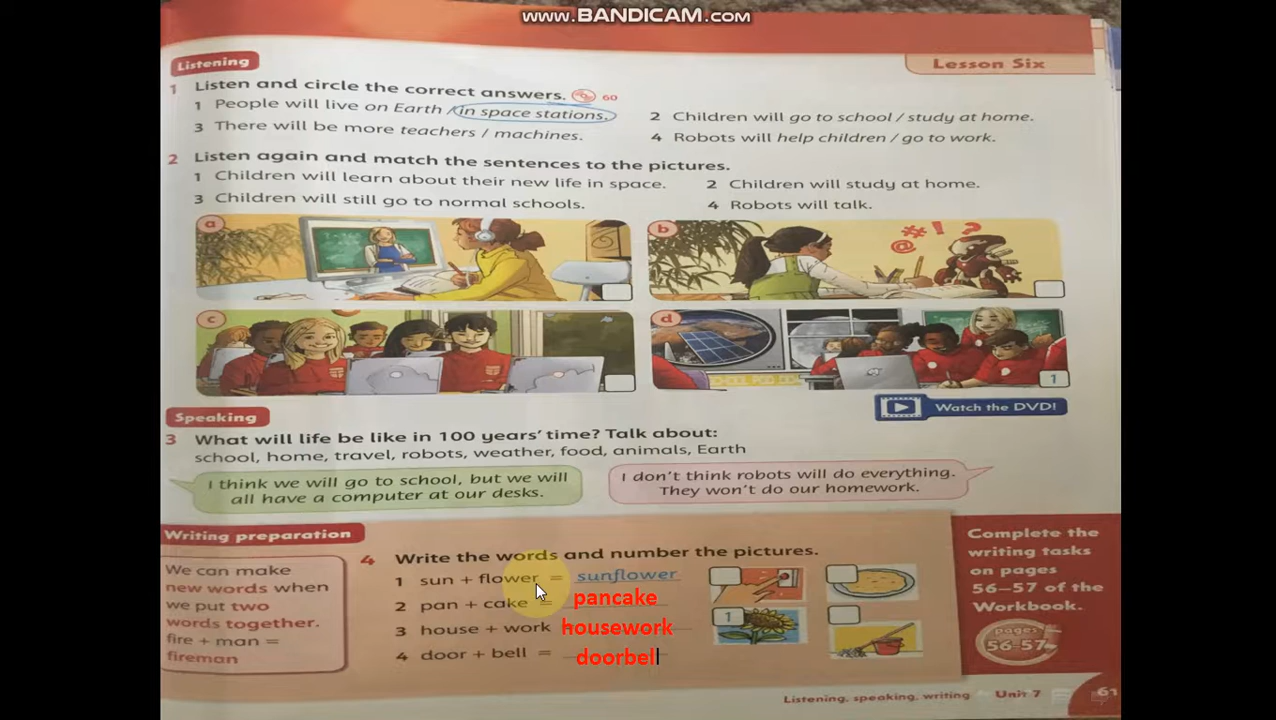 www.BANDICAM.com
Listening
Lesson Six
1 Listen and circle the correct answers. 60
1 People will live on Earth / in space stations.
2 Children will go to school / study at home.
3 There will be more teachers / machines.
4 Robots will help children / go to work.
2 Listen again and match the sentences to the pictures.
1 Children will learn about their new life in space.
2 Children will study at home.
3 Children will still go to normal schools.
4 Robots will talk.
a
b
@*!?
c
d
1
Watch the DVD!
Speaking
3 What will life be like in 100 years' time? Talk about:
school, home, travel, robots, weather, food, animals, Earth
I think we will go to school, but we will
all have a computer at our desks.
I don't think robots will do everything.
They won't do our homework.
Writing preparation
We can make
new words when
we put two
words together.
fire + man =
fireman
4 Write the words and number the pictures.
1 sun + flower = sunflower
2 pan + cake = pancake
3 house + work housework
4 door + bell = doorbel
1
Complete the
writing tasks
on pages
56–57 of the
Workbook.
pages
56-57
Listening, speaking, writing Unit 7 61